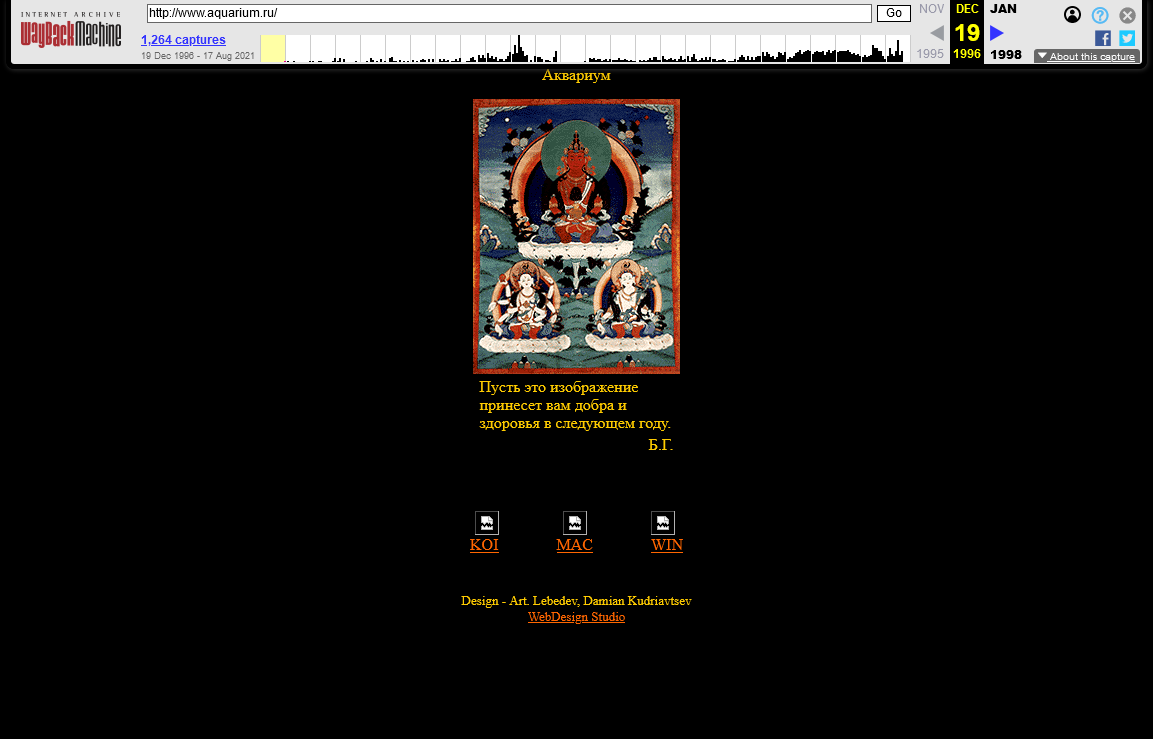 INTERNET ARCHIVE
WayBackMachine
http://www.aquarium.ru/
Go
1,264 captures
19 Dec 1996 - 17 Aug 2021
NOV
DEC
JAN
19
1995
1996
1998
About this capture
Аквариум
Пусть это изображение
принесет вам добра и
здоровья в следующем году.
Б.Г.
KOI
MAC
WIN
Design - Art. Lebedev, Damian Kudriavtsev
WebDesign Studio